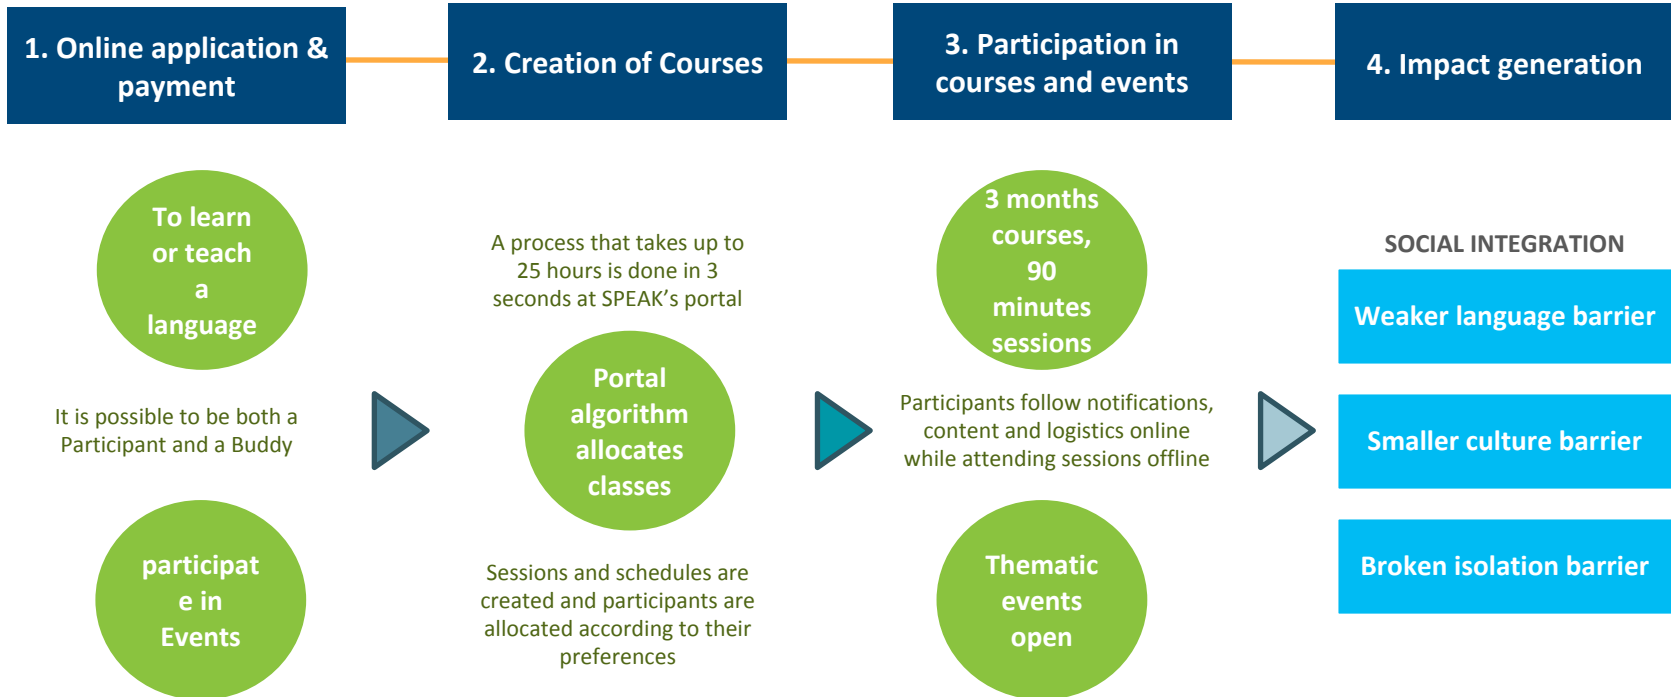 1. Online application &
payment
2. Creation of Courses
3. Participation in
courses and events
4. Impact generation
To learn
or teach
a
language
It is possible to be both a
Participant and a Buddy
participat
e in
Events
A process that takes up to
25 hours is done in 3
seconds at SPEAK’s portal
Portal
algorithm
allocates
classes
Sessions and schedules are
created and participants are
allocated according to their
preferences
3 months
courses,
90
minutes
sessions
Participants follow notifications,
content and logistics online
while attending sessions offline
Thematic
events
open
SOCIAL INTEGRATION
Weaker language barrier
Smaller culture barrier
Broken isolation barrier